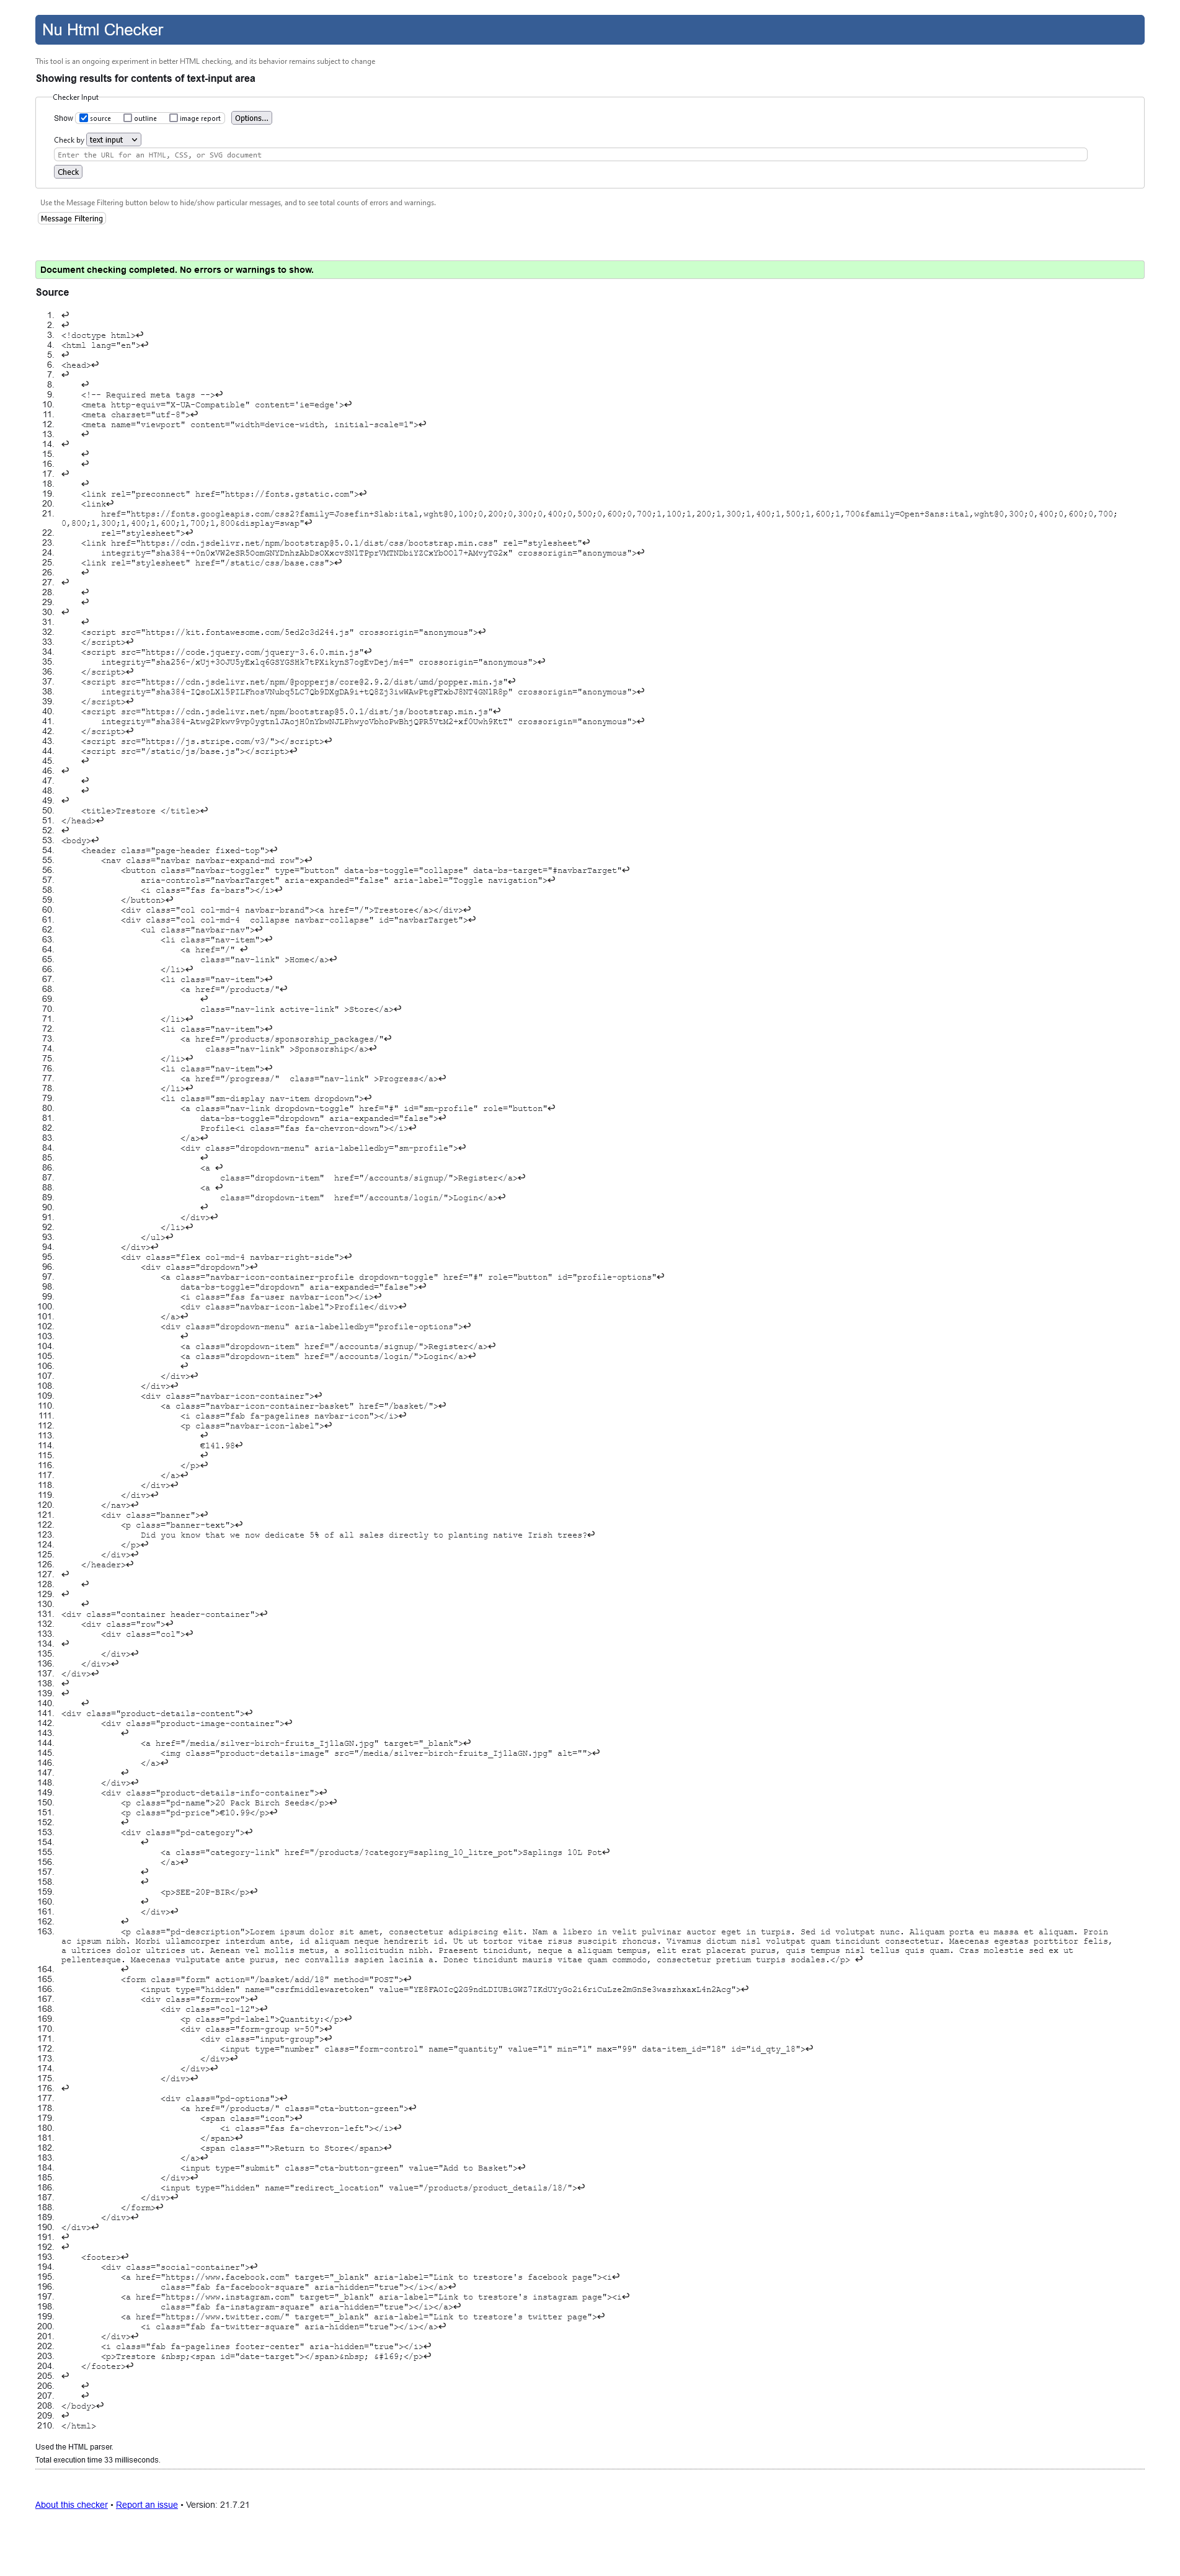 Nu Html Checker
This tool is an ongoing experiment in better HTML checking, and its behavior remains subject to change
Showing results for contents of text-input area
Checker Input
Show source outline image report Options...
Check by text input
Enter the URL for an HTML, CSS, or SVG document
Check
Use the Message Filtering button below to hide/show particular messages, and to see total counts of errors and warnings.
Message Filtering
Document checking completed. No errors or warnings to show.
Source
1. ↩
2. ↩
3. <!doctype html>↩
4. <html lang="en">↩
5. ↩
6. <head>↩
7. ↩
8. ↩
9. <!-- Required meta tags -->↩
10. <meta http-equiv="X-UA-Compatible" content='ie=edge'>↩
11. <meta charset="utf-8">↩
12. <meta name="viewport" content="width=device-width, initial-scale=1">↩
13. ↩
14. ↩
15. ↩
16. ↩
17. ↩
18. ↩
19. <link rel="preconnect" href="https://fonts.gstatic.com">↩
20. <link↩
21. href="https://fonts.googleapis.com/css2?family=Josefin+Slab:ital,wght@0,100;0,200;0,300;0,400;0,500;0,600;0,700;1,100;1,200;1,300;1,400;1,500;1,600;1,700&family=Open+Sans:ital,wght@0,300;0,400;0,600;0,700;
0,800;1,300;1,400;1,600;1,700;1,800&display=swap"↩
22. rel="stylesheet">↩
23. <link href="https://cdn.jsdelivr.net/npm/bootstrap@5.0.1/dist/css/bootstrap.min.css" rel="stylesheet"↩
24. integrity="sha384-+0n0xVW2eSR5OomGNYDnhzAbDsOXxcvSN1TPprVMTNDbiYZCxYbOOl7+AMvyTG2x" crossorigin="anonymous">↩
25. <link rel="stylesheet" href="/static/css/base.css">↩
26. ↩
27. ↩
28. ↩
29. ↩
30. ↩
31. ↩
32. <script src="https://kit.fontawesome.com/5ed2c3d244.js" crossorigin="anonymous">↩
33. </script>↩
34. <script src="https://code.jquery.com/jquery-3.6.0.min.js"↩
35. integrity="sha256-/xUj+3OJU5yExlq6GSYGSHk7tPXikynS7ogEvDej/m4=" crossorigin="anonymous">↩
36. </script>↩
37. <script src="https://cdn.jsdelivr.net/npm/@popperjs/core@2.9.2/dist/umd/popper.min.js"↩
38. integrity="sha384-IQsoLXl5PILFhosVNubq5LC7Qb9DXgDA9i+tQ8Zj3iwWAwPtgFTxbJ8NT4GN1R8p" crossorigin="anonymous">↩
39. </script>↩
40. <script src="https://cdn.jsdelivr.net/npm/bootstrap@5.0.1/dist/js/bootstrap.min.js"↩
41. integrity="sha384-Atwg2Pkwv9vp0ygtn1JAojH0nYbwNJLPhwyoVbhoPwBhjQPR5VtM2+xf0Uwh9KtT" crossorigin="anonymous">↩
42. </script>↩
43. <script src="https://js.stripe.com/v3/"></script>↩
44. <script src="/static/js/base.js"></script>↩
45. ↩
46. ↩
47. ↩
48. ↩
49. ↩
50. <title>Trestore </title>↩
51. </head>↩
52. ↩
53. <body>↩
54. <header class="page-header fixed-top">↩
55. <nav class="navbar navbar-expand-md row">↩
56. <button class="navbar-toggler" type="button" data-bs-toggle="collapse" data-bs-target="#navbarTarget"↩
57. aria-controls="navbarTarget" aria-expanded="false" aria-label="Toggle navigation">↩
58. <i class="fas fa-bars"></i>↩
59. </button>↩
60. <div class="col col-md-4 navbar-brand"><a href="/">Trestore</a></div>↩
61. <div class="col col-md-4  collapse navbar-collapse" id="navbarTarget">↩
62. <ul class="navbar-nav">↩
63. <li class="nav-item">↩
64. <a href="/" ↩
65. class="nav-link" >Home</a>↩
66. </li>↩
67. <li class="nav-item">↩
68. <a href="/products/"↩
69. ↩
70. class="nav-link active-link" >Store</a>↩
71. </li>↩
72. <li class="nav-item">↩
73. <a href="/products/sponsorship_packages/"↩
74. class="nav-link" >Sponsorship</a>↩
75. </li>↩
76. <li class="nav-item">↩
77. <a href="/progress/"  class="nav-link" >Progress</a>↩
78. </li>↩
79. <li class="sm-display nav-item dropdown">↩
80. <a class="nav-link dropdown-toggle" href="#" id="sm-profile" role="button"↩
81. data-bs-toggle="dropdown" aria-expanded="false">↩
82. Profile<i class="fas fa-chevron-down"></i>↩
83. </a>↩
84. <div class="dropdown-menu" aria-labelledby="sm-profile">↩
85. ↩
86. <a ↩
87. class="dropdown-item"  href="/accounts/signup/">Register</a>↩
88. <a ↩
89. class="dropdown-item"  href="/accounts/login/">Login</a>↩
90. ↩
91. </div>↩
92. </li>↩
93. </ul>↩
94. </div>↩
95. <div class="flex col-md-4 navbar-right-side">↩
96. <div class="dropdown">↩
97. <a class="navbar-icon-container-profile dropdown-toggle" href="#" role="button" id="profile-options"↩
98. data-bs-toggle="dropdown" aria-expanded="false">↩
99. <i class="fas fa-user navbar-icon"></i>↩
100. <div class="navbar-icon-label">Profile</div>↩
101. </a>↩
102. <div class="dropdown-menu" aria-labelledby="profile-options">↩
103. ↩
104. <a class="dropdown-item" href="/accounts/signup/">Register</a>↩
105. <a class="dropdown-item" href="/accounts/login/">Login</a>↩
106. ↩
107. </div>↩
108. </div>↩
109. <div class="navbar-icon-container">↩
110. <a class="navbar-icon-container-basket" href="/basket/">↩
111. <i class="fab fa-pagelines navbar-icon"></i>↩
112. <p class="navbar-icon-label">↩
113. ↩
114. €141.98↩
115. ↩
116. </p>↩
117. </a>↩
118. </div>↩
119. </div>↩
120. </nav>↩
121. <div class="banner">↩
122. <p class="banner-text">↩
123. Did you know that we now dedicate 5% of all sales directly to planting native Irish trees?↩
124. </p>↩
125. </div>↩
126. </header>↩
127. ↩
128. ↩
129. ↩
130. ↩
131. <div class="container header-container">↩
132. <div class="row">↩
133. <div class="col">↩
134. ↩
135. </div>↩
136. </div>↩
137. </div>↩
138. ↩
139. ↩
140. ↩
141. <div class="product-details-content">↩
142. <div class="product-image-container">↩
143. ↩
144. <a href="/media/silver-birch-fruits_Ij1laGN.jpg" target="_blank">↩
145. <img class="product-details-image" src="/media/silver-birch-fruits_Ij1laGN.jpg" alt="">↩
146. </a>↩
147. ↩
148. </div>↩
149. <div class="product-details-info-container">↩
150. <p class="pd-name">20 Pack Birch Seeds</p>↩
151. <p class="pd-price">€10.99</p>↩
152. ↩
153. <div class="pd-category">↩
154. ↩
155. <a class="category-link" href="/products/?category=sapling_10_litre_pot">Saplings 10L Pot↩
156. </a>↩
157. ↩
158. ↩
159. <p>SEE-20P-BIR</p>↩
160. ↩
161. </div>↩
162. ↩
163. <p class="pd-description">Lorem ipsum dolor sit amet, consectetur adipiscing elit. Nam a libero in velit pulvinar auctor eget in turpis. Sed id volutpat nunc. Aliquam porta eu massa et aliquam. Proin
ac ipsum nibh. Morbi ullamcorper interdum ante, id aliquam neque hendrerit id. Ut ut tortor vitae risus suscipit rhoncus. Vivamus dictum nisl volutpat quam tincidunt consectetur. Maecenas egestas porttitor felis,
a ultrices dolor ultrices ut. Aenean vel mollis metus, a sollicitudin nibh. Praesent tincidunt, neque a aliquam tempus, elit erat placerat purus, quis tempus nisl tellus quis quam. Cras molestie sed ex ut
pellentesque. Maecenas vulputate ante purus, nec convallis sapien lacinia a. Donec tincidunt mauris vitae quam commodo, consectetur pretium turpis sodales.</p> ↩
164. ↩
165. <form class="form" action="/basket/add/18" method="POST">↩
166. <input type="hidden" name="csrfmiddlewaretoken" value="YE8FAOIcQ2G9ndLDIUBiGWZ7IKdUYyGo2i6riCuLze2mGnSe3waszhxaxL4n2Acg">↩
167. <div class="form-row">↩
168. <div class="col-12">↩
169. <p class="pd-label">Quantity:</p>↩
170. <div class="form-group w-50">↩
171. <div class="input-group">↩
172. <input type="number" class="form-control" name="quantity" value="1" min="1" max="99" data-item_id="18" id="id_qty_18">↩
173. </div>↩
174. </div>↩
175. </div>↩
176. ↩
177. <div class="pd-options">↩
178. <a href="/products/" class="cta-button-green">↩
179. <span class="icon">↩
180. <i class="fas fa-chevron-left"></i>↩
181. </span>↩
182. <span class="">Return to Store</span>↩
183. </a>↩
184. <input type="submit" class="cta-button-green" value="Add to Basket">↩
185. </div>↩
186. <input type="hidden" name="redirect_location" value="/products/product_details/18/">↩
187. </div>↩
188. </form>↩
189. </div>↩
190. </div>↩
191. ↩
192. ↩
193. <footer>↩
194. <div class="social-container">↩
195. <a href="https://www.facebook.com" target="_blank" aria-label="Link to trestore's facebook page"><i↩
196. class="fab fa-facebook-square" aria-hidden="true"></i></a>↩
197. <a href="https://www.instagram.com" target="_blank" aria-label="Link to trestore's instagram page"><i↩
198. class="fab fa-instagram-square" aria-hidden="true"></i></a>↩
199. <a href="https://www.twitter.com/" target="_blank" aria-label="Link to trestore's twitter page">↩
200. <i class="fab fa-twitter-square" aria-hidden="true"></i></a>↩
201. </div>↩
202. <i class="fab fa-pagelines footer-center" aria-hidden="true"></i>↩
203. <p>Trestore &nbsp;<span id="date-target"></span>&nbsp; &#169;</p>↩
204. </footer>↩
205. ↩
206. ↩
207. ↩
208. </body>↩
209. ↩
210. </html>
Used the HTML parser.
Total execution time 33 milliseconds.
About this checker • Report an issue • Version: 21.7.21